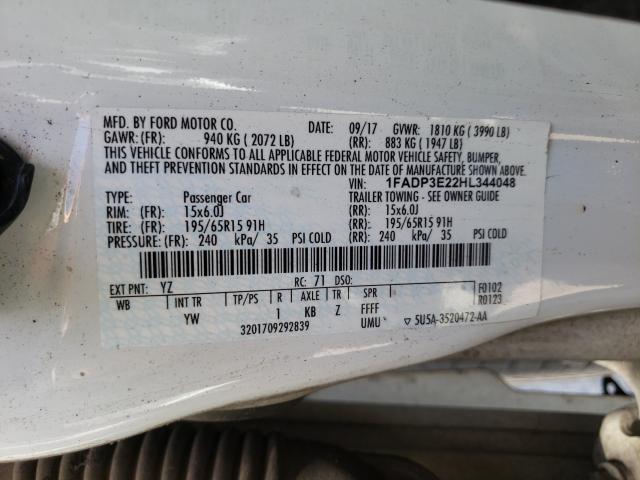 MFD. BY FORD MOTOR CO. DATE: 09/17 GVWR: 1810 KG ( 3990 LB)
GAWR: (FR): 940 KG ( 2072 LB) (RR): 883 KG ( 1947 LB)
THIS VEHICLE CONFORMS TO ALL APPLICABLE FEDERAL MOTOR VEHICLE SAFETY, BUMPER,
AND THEFT PREVENTION STANDARDS IN EFFECT ON THE DATE OF MANUFACTURE SHOWN ABOVE.
VIN: 1FADP3E22HL344048
TYPE: Passenger Car TRAILER TOWING - SEE OWNER GUIDE
RIM: (FR): 15x6.0J (RR): 15x6.0J
TIRE: (FR): 195/65R15 91H (RR): 195/65R15 91H
PRESSURE: (FR) 240 kPa/ 35 PSI COLD (RR) 240 kPa/ 35 PSI COLD
EXT PNT: YZ RC: 71 DSO: F0102
WB INT TR TP/PS R AXLE TR SPR R0123
YW 1 KB Z FFFF
3201709292839 UMU ▽ 5U5A-3520472-AA